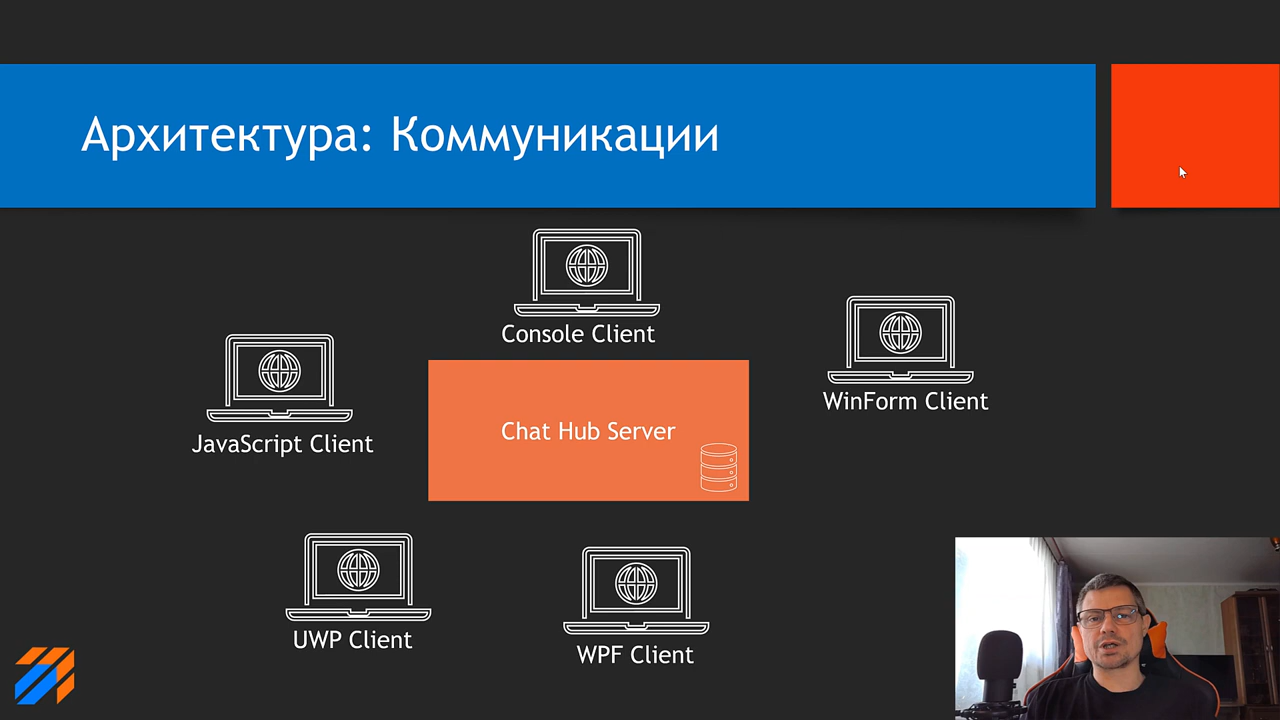 Архитектура: Коммуникации
Console Client
WinForm Client
JavaScript Client
Chat Hub Server
UWP Client
WPF Client